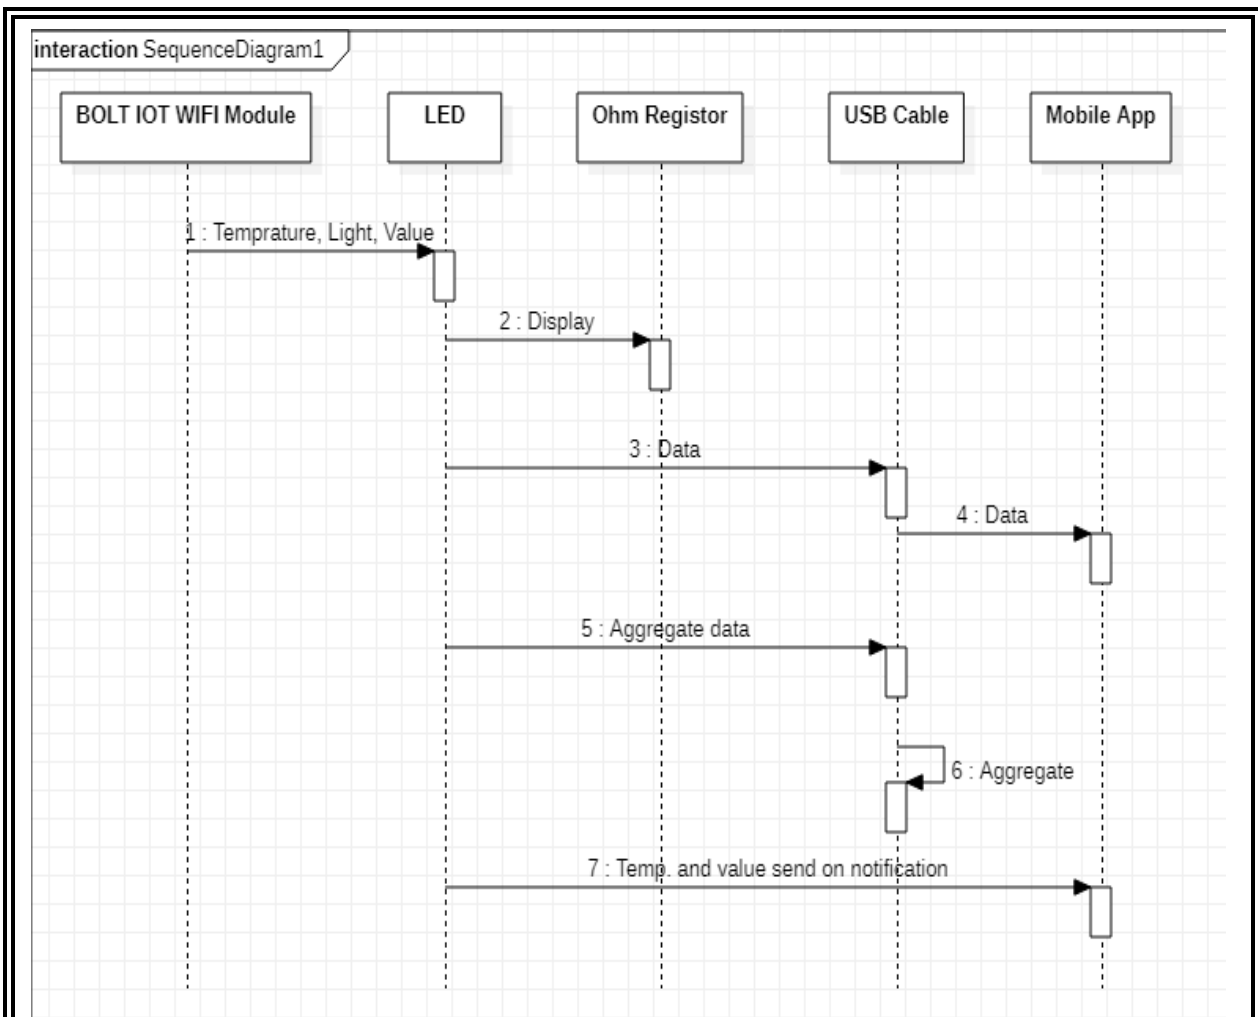 interaction SequenceDiagram1
BOLT IOT WIFI Module
LED
Ohm Registor
USB Cable
Mobile App
1 : Temprature, Light, Value
2 : Display
3 : Data
4 : Data
5 : Aggregate data
6 : Aggregate
7 : Temp. and value send on notification